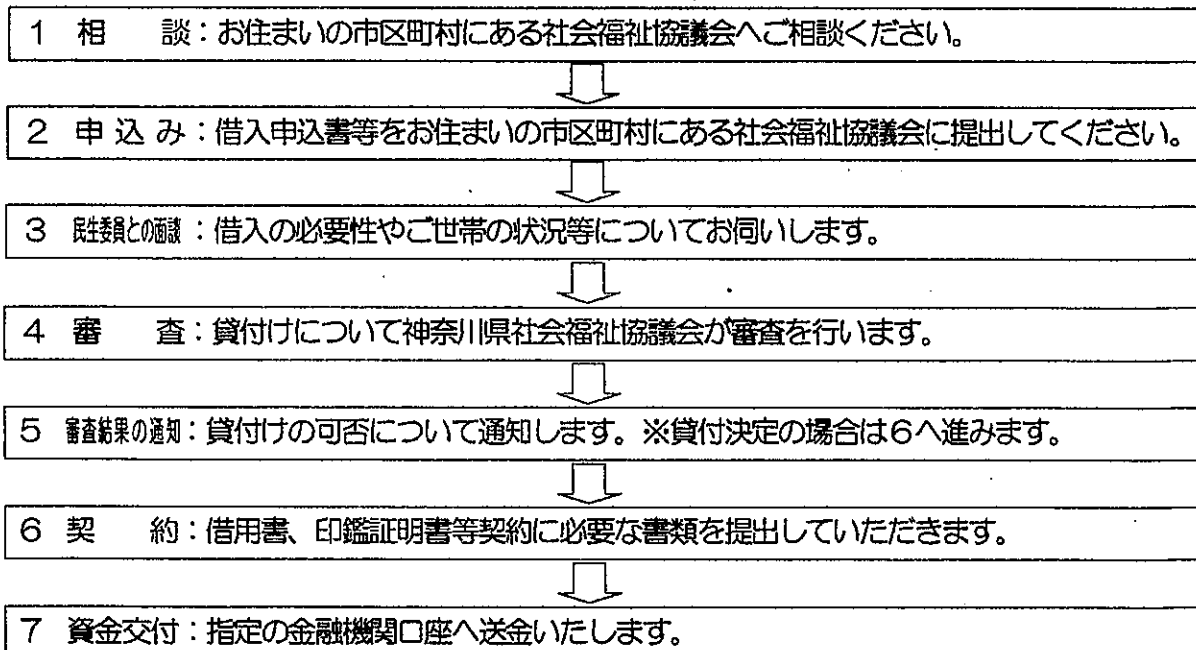 1 相 談：お住まいの市区町村にある社会福祉協議会へご相談ください。
2 申 込 み：借入申込書等をお住まいの市区町村にある社会福祉協議会に提出してください。
3 民生委員との面談：借入の必要性やご世帯の状況等についてお伺いします。
4 審 査：貸付けについて神奈川県社会福祉協議会が審査を行います。
5 審査結果の通知：貸付けの可否について通知します。※貸付決定の場合は6へ進みます。
6 契 約：借用書、印鑑証明書等契約に必要な書類を提出していただきます。
7 資金交付：指定の金融機関口座へ送金いたします。